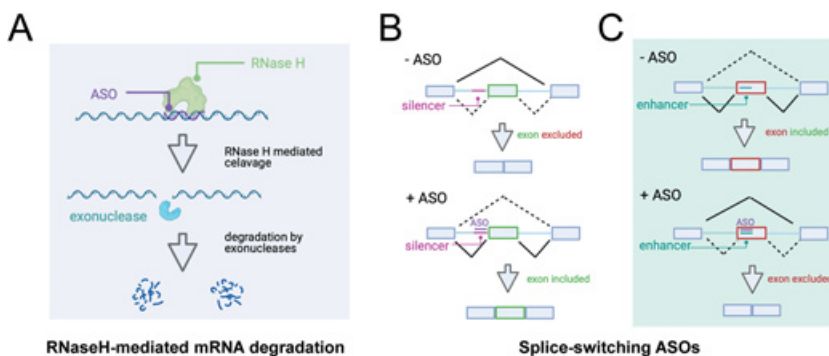 A
RNase H
ASO
RNase H mediated
celavage
exonuclease
degradation by
exonucleases
RNaseH-mediated mRNA degradation
B
- ASO
silencer
exon excluded
+ ASO
ASO
silencer
exon included
C
- ASO
enhancer
exon included
+ ASO
ASO
enhancer
exon excluded
Splice-switching ASOs